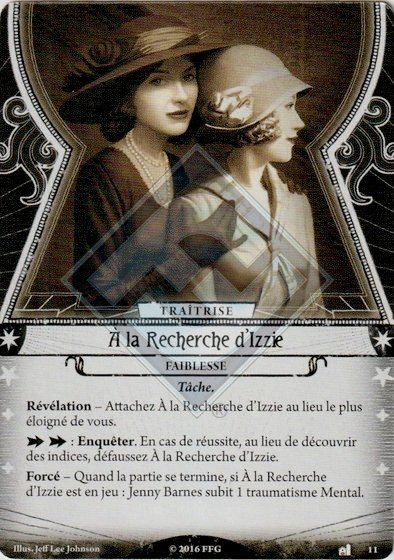 TRAÎTRISE
À la Recherche d'Izzie
FAIBLESSE
Tâche.
Révélation – Attachez À la Recherche d'Izzie au lieu le plus
éloigné de vous.
: Enquêter. En cas de réussite, au lieu de découvrir
des indices, défaussez À la Recherche d'Izzie.
Forcé – Quand la partie se termine, si À la Recherche
d'Izzie est en jeu : Jenny Barnes subit 1 traumatisme Mental.
Illus. Jeff Lee Johnson
© 2016 FFG
11